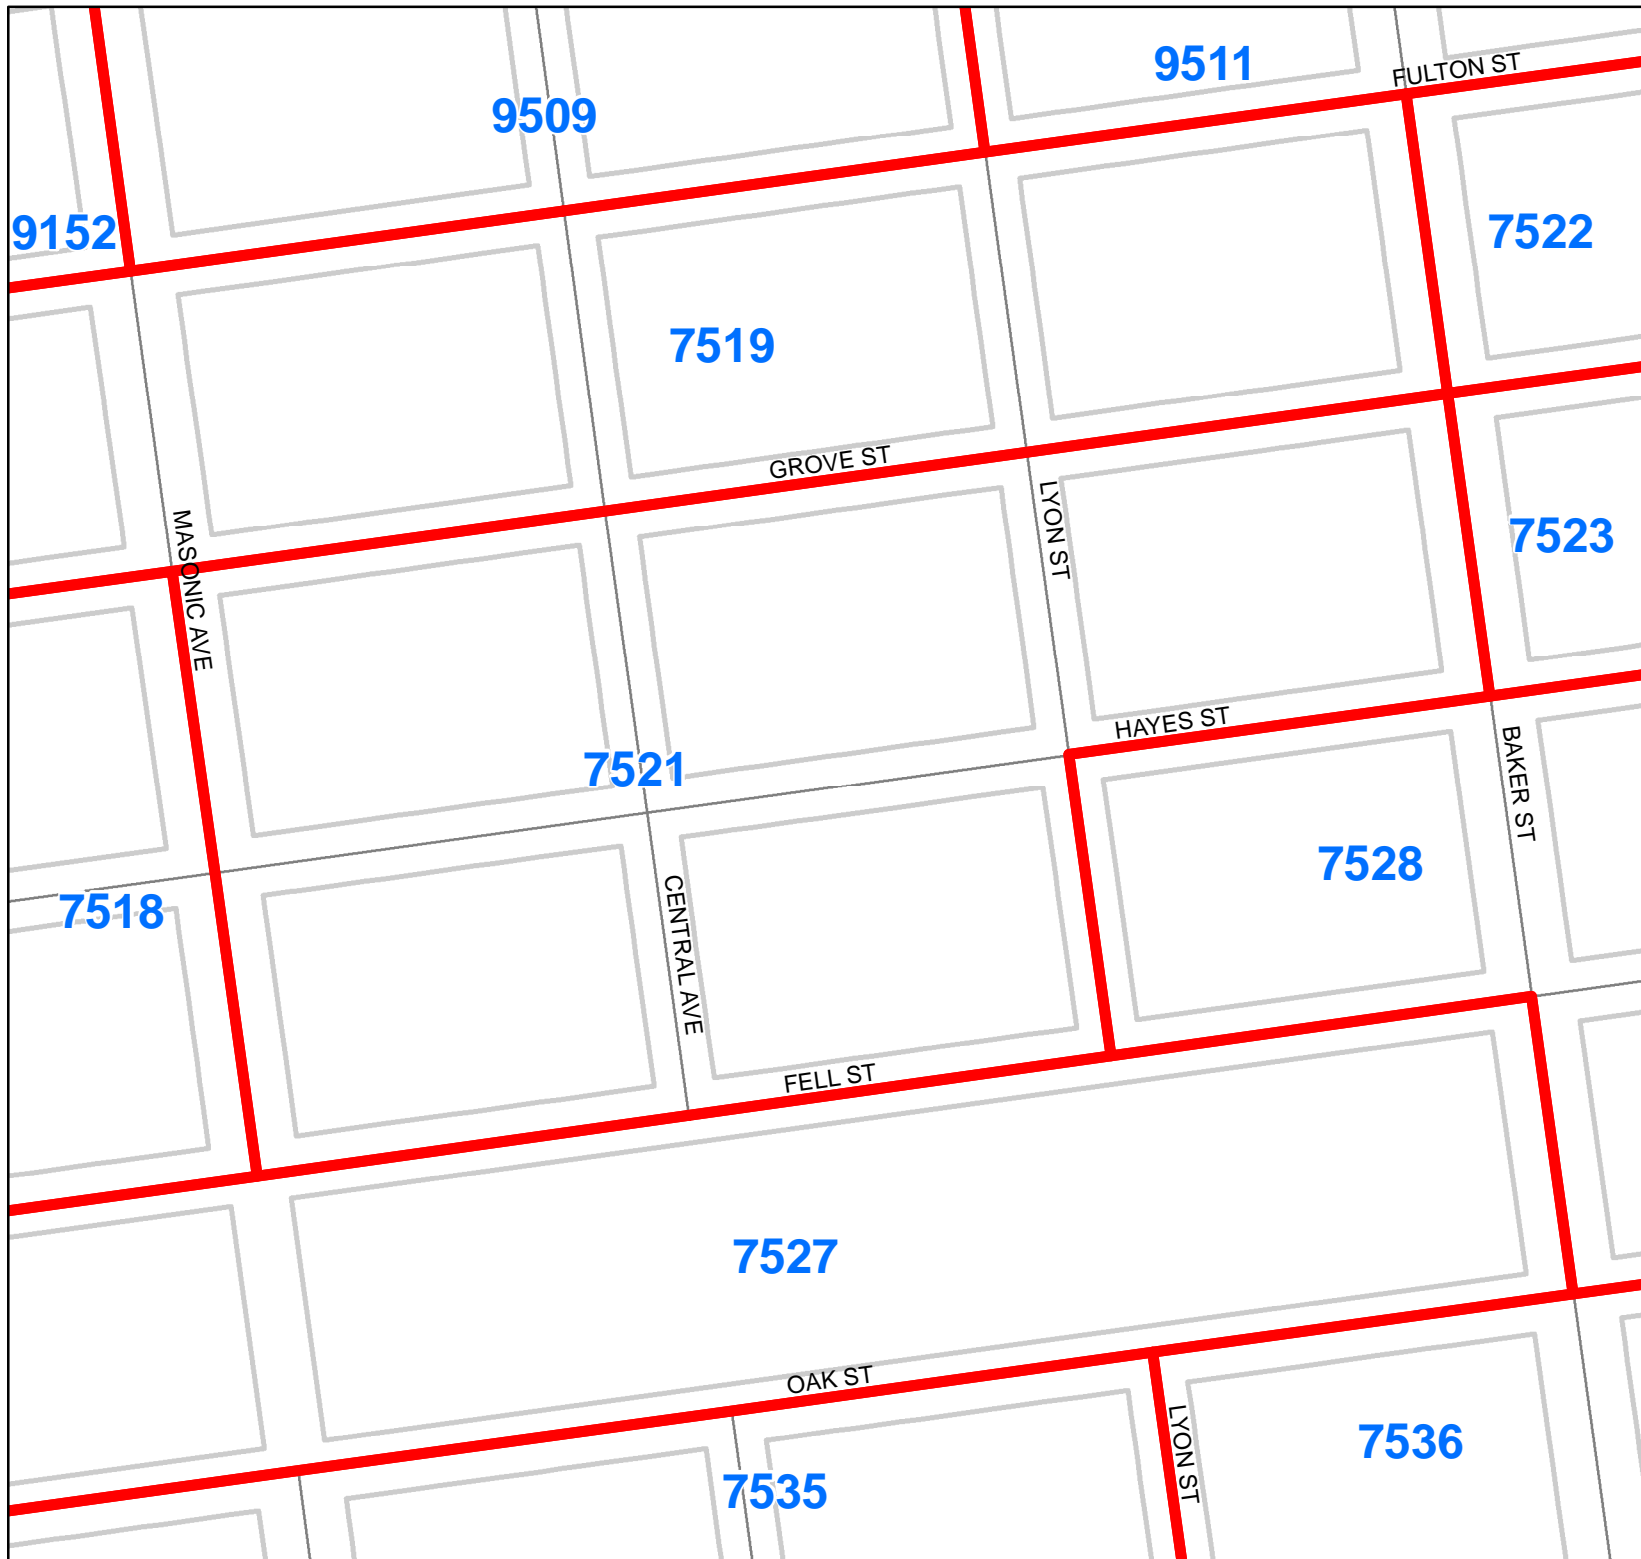 9511
FULTON ST
9509
9152
7522
7519
GROVE ST
LYON ST
MASONIC AVE
7523
HAYES ST
7521
BAKER ST
7528
7518
CENTRAL AVE
FELL ST
7527
OAK ST
LYON ST
7536
7535